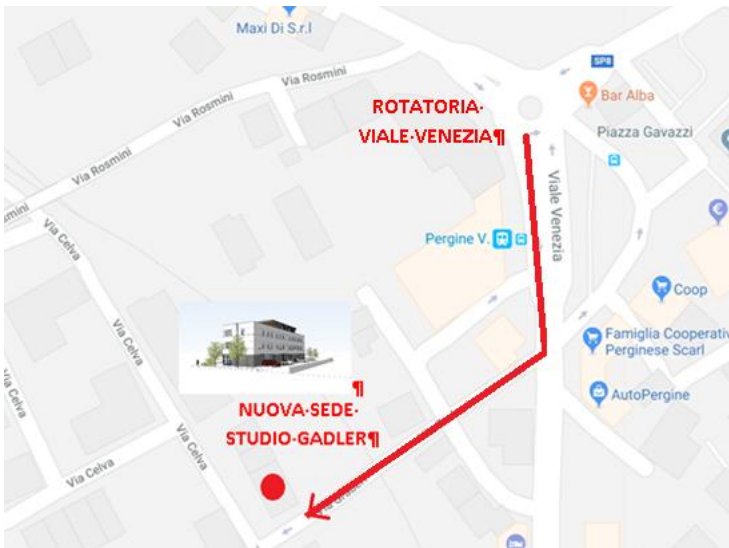 Maxi Di S.r.l
SP8
Via Rosmini
Bar Alba
ROTATORIA·
VIALE·VENEZIA¶
Via Rosmini
Piazza Gavazzi
Via Rosmini
Viale Venezia
Via Celva
Pergine V.
Coop
Via Celva
Famiglia Cooperativ
Perginese Scarl
¶
AutoPergine
NUOVA·SEDE·
STUDIO·GADLER¶
Via Celva
Via Celva
Via Celva